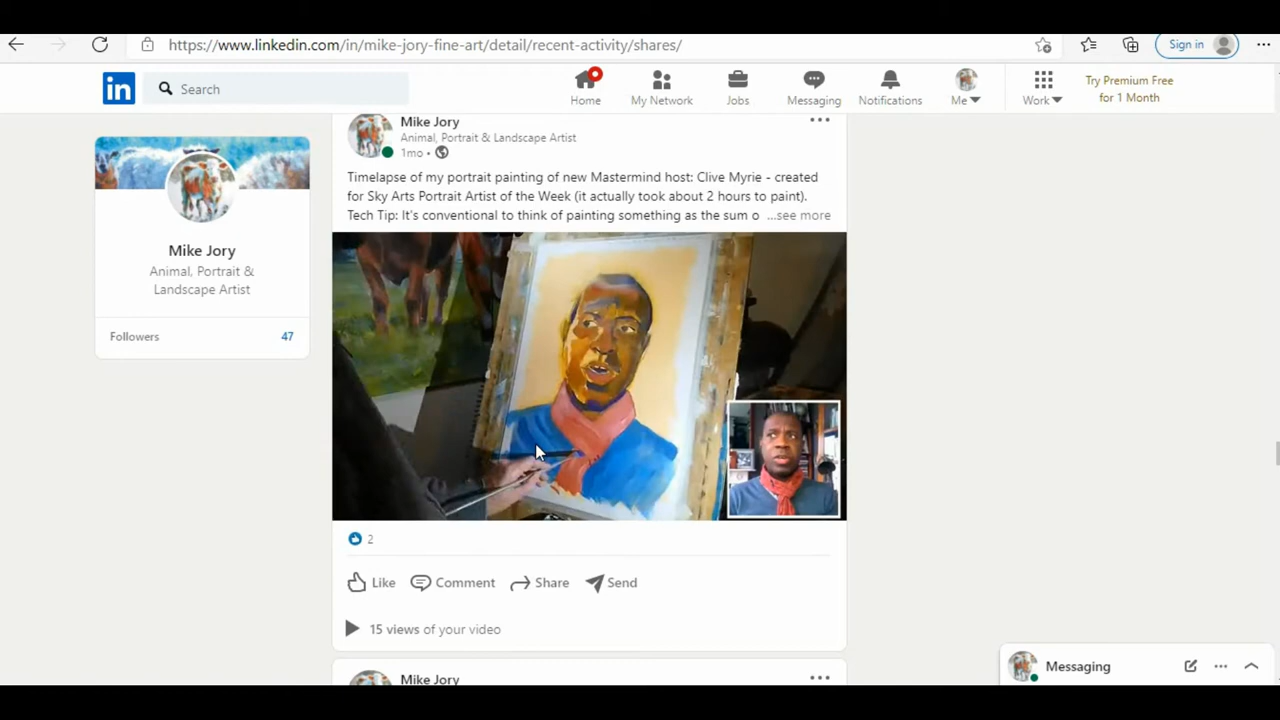 https://www.linkedin.com/in/mike-jory-fine-art/detail/recent-activity/shares/
Sign in
in
Search
Home
My Network
Jobs
Messaging
Notifications
Me
Work
Try Premium Free
for 1 Month
Mike Jory
Animal, Portrait &
Landscape Artist
Followers
47
Mike Jory
Animal, Portrait & Landscape Artist
1mo •
Timelapse of my portrait painting of new Mastermind host: Clive Myrie - created
for Sky Arts Portrait Artist of the Week (it actually took about 2 hours to paint).
Tech Tip: It's conventional to think of painting something as the sum o ...see more
2
Like
Comment
Share
Send
15 views of your video
Mike Jory
Messaging